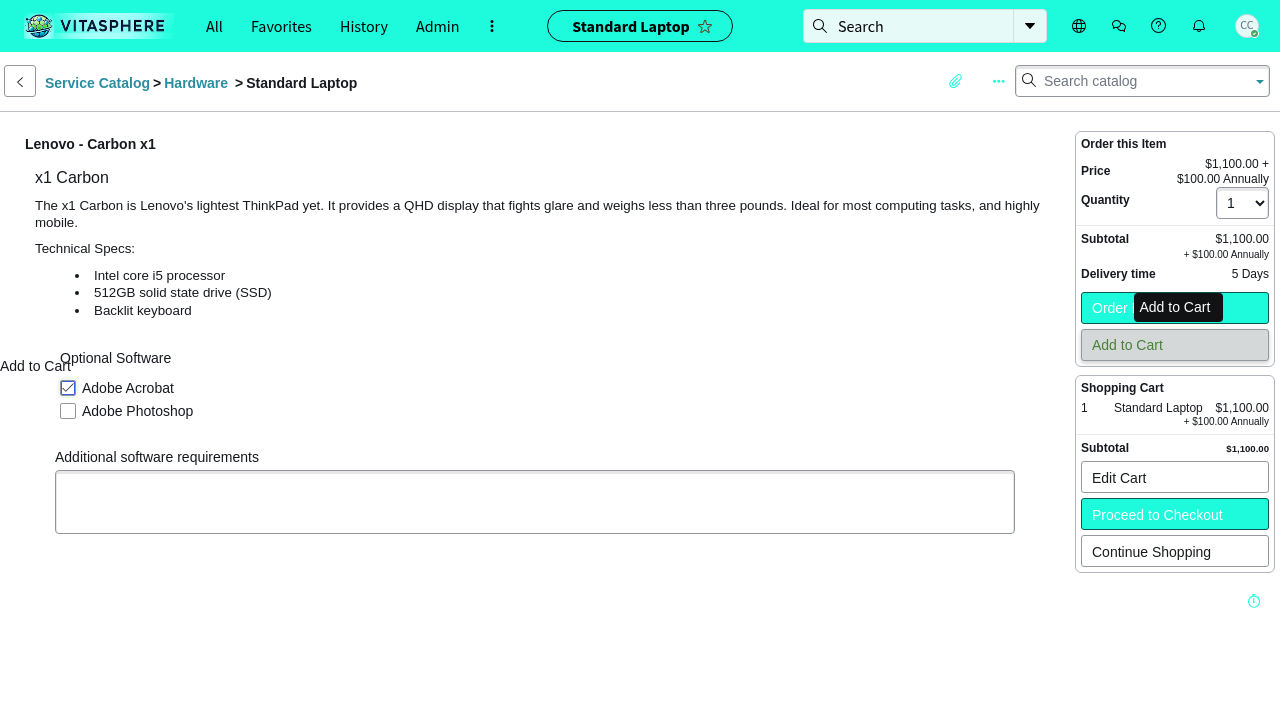 VITASPHERE
All
Favorites
History
Admin
Standard Laptop
Search
CC
Service Catalog > Hardware > Standard Laptop
Search catalog
Lenovo - Carbon x1
x1 Carbon
The x1 Carbon is Lenovo's lightest ThinkPad yet. It provides a QHD display that fights glare and weighs less than three pounds. Ideal for most computing tasks, and highly
mobile.
Technical Specs:
Intel core i5 processor
512GB solid state drive (SSD)
Backlit keyboard
Optional Software
Add to Cart
Adobe Acrobat
Adobe Photoshop
Additional software requirements
Order this Item
Price $1,100.00 +
$100.00 Annually
Quantity 1
Subtotal $1,100.00
+ $100.00 Annually
Delivery time 5 Days
Order
Add to Cart
Add to Cart
Shopping Cart
1 Standard Laptop $1,100.00
+ $100.00 Annually
Subtotal $1,100.00
Edit Cart
Proceed to Checkout
Continue Shopping